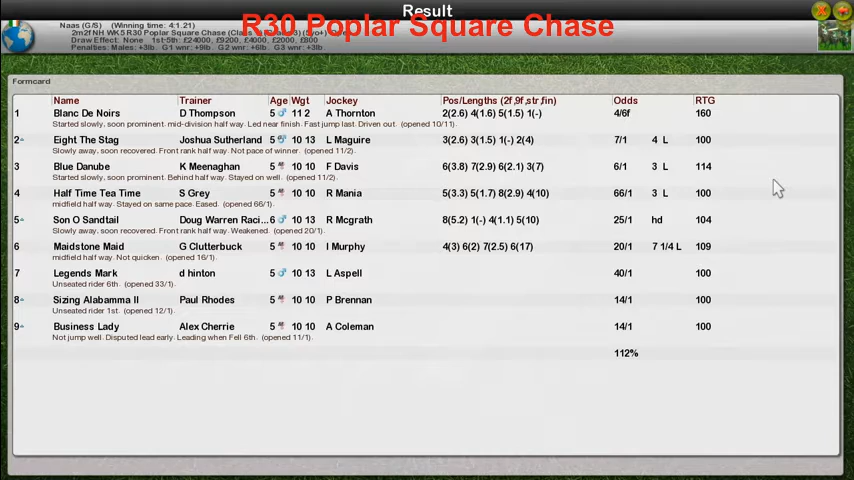 Result
R30 Poplar Square Chase
Naas (G/S) (Winning time: 4:1.21)
2m2f NH WK5 R30 Poplar Square Chase (Class
Draw Effect: None 1st-5th: £24000, £9200, £4000, £2000, £800
Penalties: Males: +3lb. G1 wnr: +9lb. G2 wnr: +6lb. G3 wnr: +3lb.
Formcard
Name Trainer Age Wgt Jockey Pos/Lengths (2f,9f,str,fin) Odds RTG
1 Blanc De Noirs D Thompson 5 11 2 A Thornton 2(2.6) 4(1.6) 5(1.5) 1(-) 4/6f 160
Started slowly, soon prominent. mid-division half way. Led near finish. Fast jump last. Driven out. (opened 10/11).
2 Eight The Stag Joshua Sutherland 5 10 13 L Maguire 3(2.6) 3(1.5) 1(-) 2(4) 7/1 4 L 100
Slowly away, soon recovered. Front rank half way. Not pace of winner. (opened 11/2).
3 Blue Danube K Meenaghan 5 10 10 F Davis 6(3.8) 7(2.9) 6(2.1) 3(7) 6/1 3 L 114
Started slowly, soon prominent. Behind half way. Stayed on well. (opened 11/2).
4 Half Time Tea Time S Grey 5 10 10 R Mania 5(3.3) 5(1.7) 8(2.9) 4(10) 66/1 3 L 100
midfield half way. Stayed on same pace. Eased. (opened 66/1).
5 Son O Sandtail Doug Warren Raci... 6 10 13 R Mcgrath 8(5.2) 1(-) 4(1.1) 5(10) 25/1 hd 104
Slowly away, soon recovered. Front rank half way. Weakened. (opened 20/1).
6 Maidstone Maid G Clutterbuck 5 10 10 I Murphy 4(3) 6(2) 7(2.5) 6(17) 20/1 7 1/4 L 109
midfield half way. Not quicken. (opened 16/1).
7 Legends Mark d hinton 5 10 13 L Aspell 40/1 100
Unseated rider 6th. (opened 33/1).
8 Sizing Alabamma II Paul Rhodes 5 10 10 P Brennan 14/1 100
Unseated rider 1st. (opened 12/1).
9 Business Lady Alex Cherrie 5 10 10 A Coleman 14/1 100
Not jump well. Disputed lead early. Leading when Fell 6th. (opened 11/1).
112%